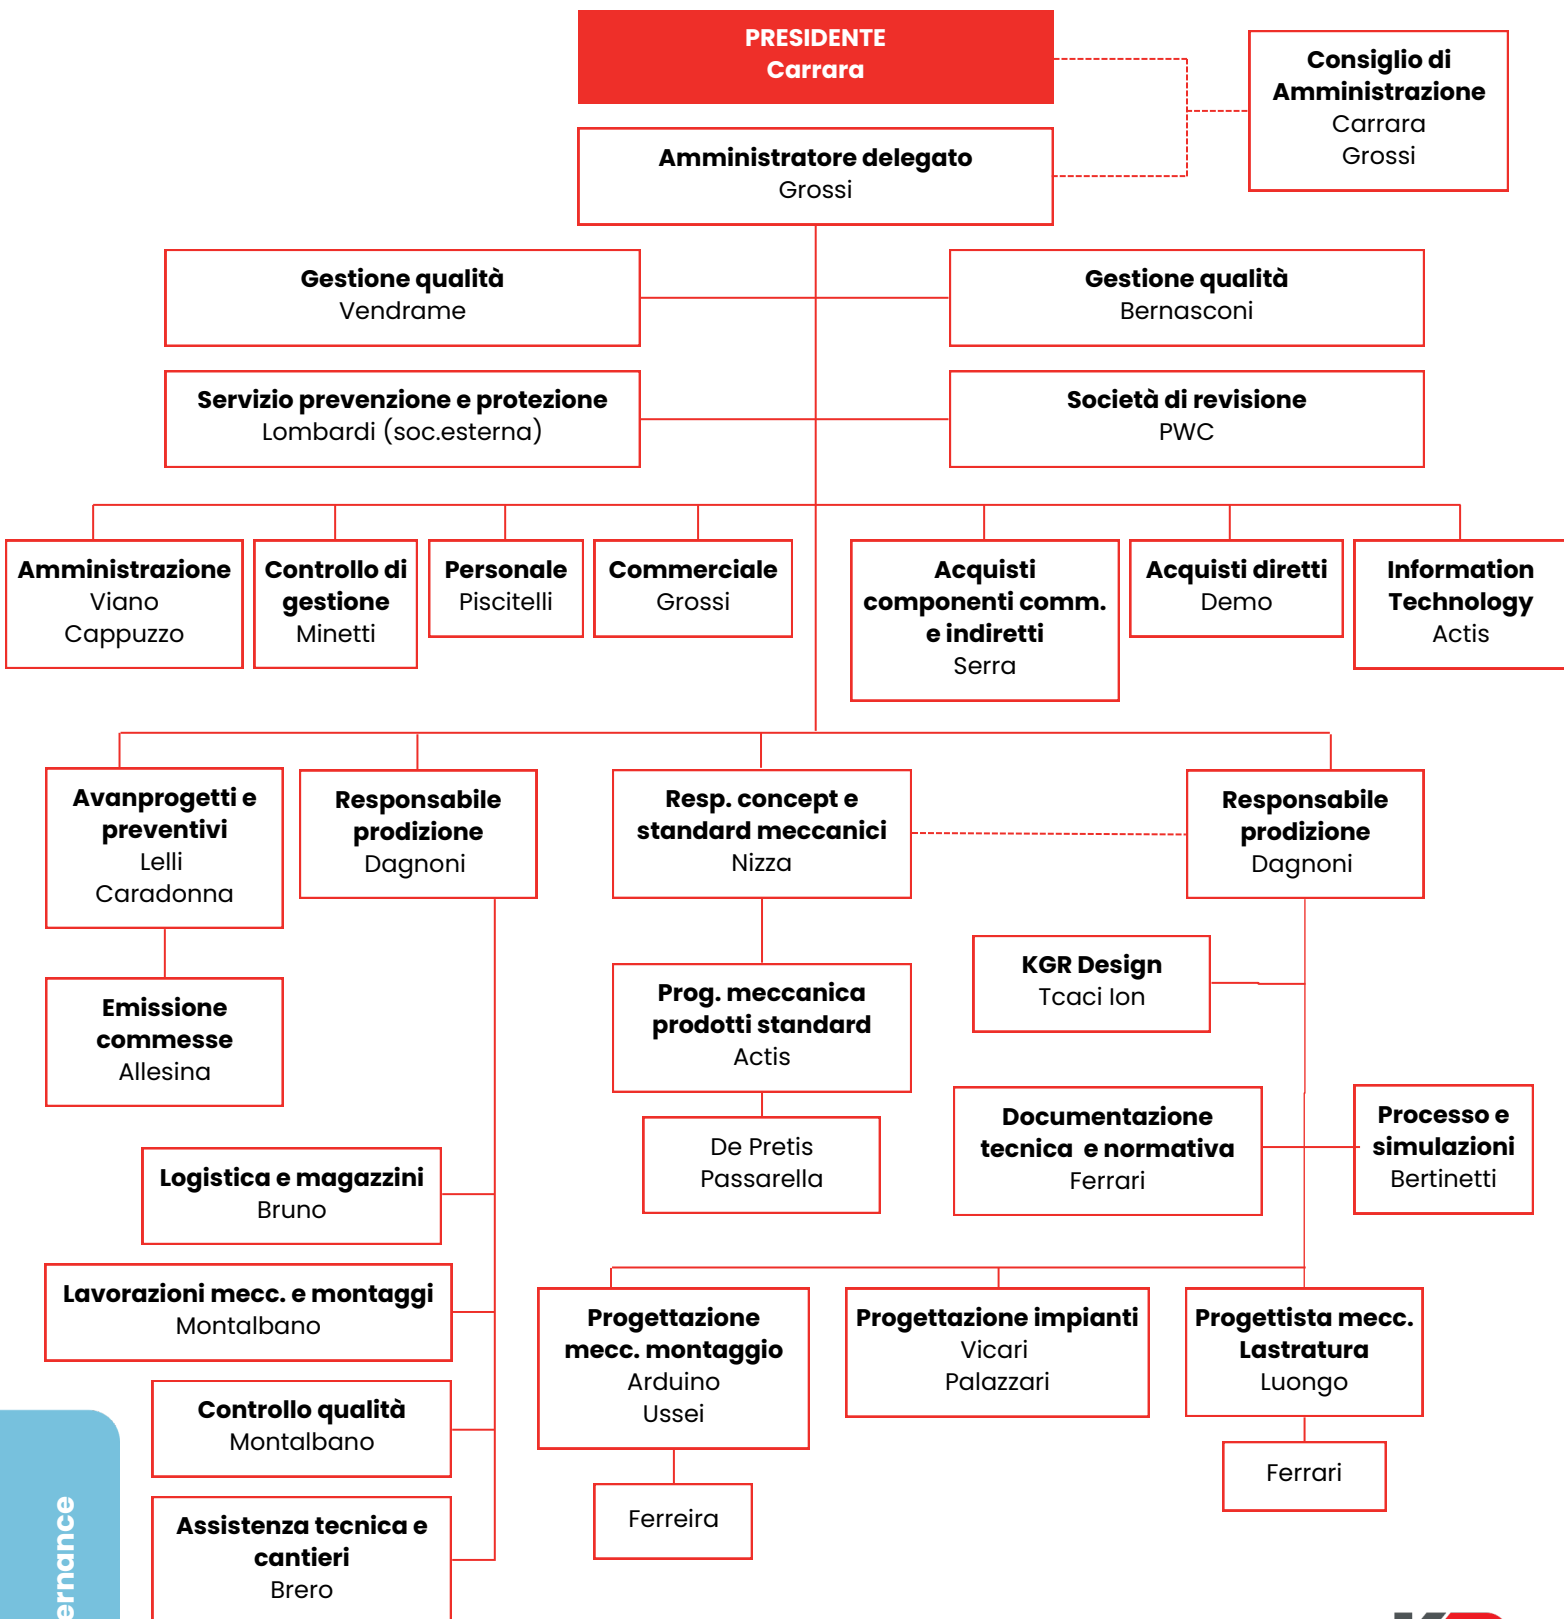 PRESIDENTE
Carrara
Consiglio di
Amministrazione
Carrara
Grossi
Amministratore delegato
Grossi
Gestione qualità
Vendrame
Gestione qualità
Bernasconi
Servizio prevenzione e protezione
Lombardi (soc.esterna)
Società di revisione
PWC
Amministrazione
Viano
Cappuzzo
Controllo di
gestione
Minetti
Personale
Piscitelli
Commerciale
Grossi
Acquisti
componenti comm.
e indiretti
Serra
Acquisti diretti
Demo
Information
Technology
Actis
Avanprogetti e
preventivi
Lelli
Caradonna
Responsabile
prodizione
Dagnoni
Resp. concept e
standard meccanici
Nizza
Responsabile
prodizione
Dagnoni
Emissione
commesse
Allesina
Prog. meccanica
prodotti standard
Actis
KGR Design
Tcaci Ion
De Pretis
Passarella
Documentazione
tecnica e normativa
Ferrari
Processo e
simulazioni
Bertinetti
Logistica e magazzini
Bruno
Lavorazioni mecc. e montaggi
Montalbano
Controllo qualità
Montalbano
Assistenza tecnica e
cantieri
Brero
Progettazione
mecc. montaggio
Arduino
Ussei
Progettazione impianti
Vicari
Palazzari
Progettista mecc.
Lastratura
Luongo
Ferreira
Ferrari
ernance